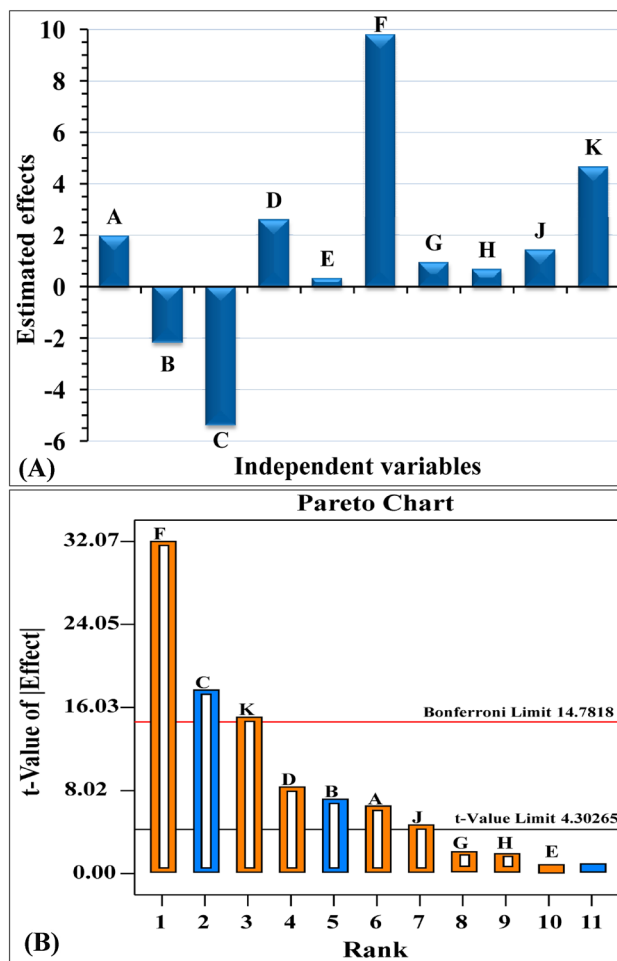 10
8
6
4
2
0
-2
-4
-6
Estimated effects
A
B
C
D
E
F
G
H
J
K
(A)
Independent variables
Pareto Chart
32.07
24.05
16.03
8.02
0.00
t-Value of |Effect|
F
C
K
D
B
A
J
G
H
E
Bonferroni Limit 14.7818
t-Value Limit 4.30265
1 2 3 4 5 6 7 8 9 10 11
(B)
Rank